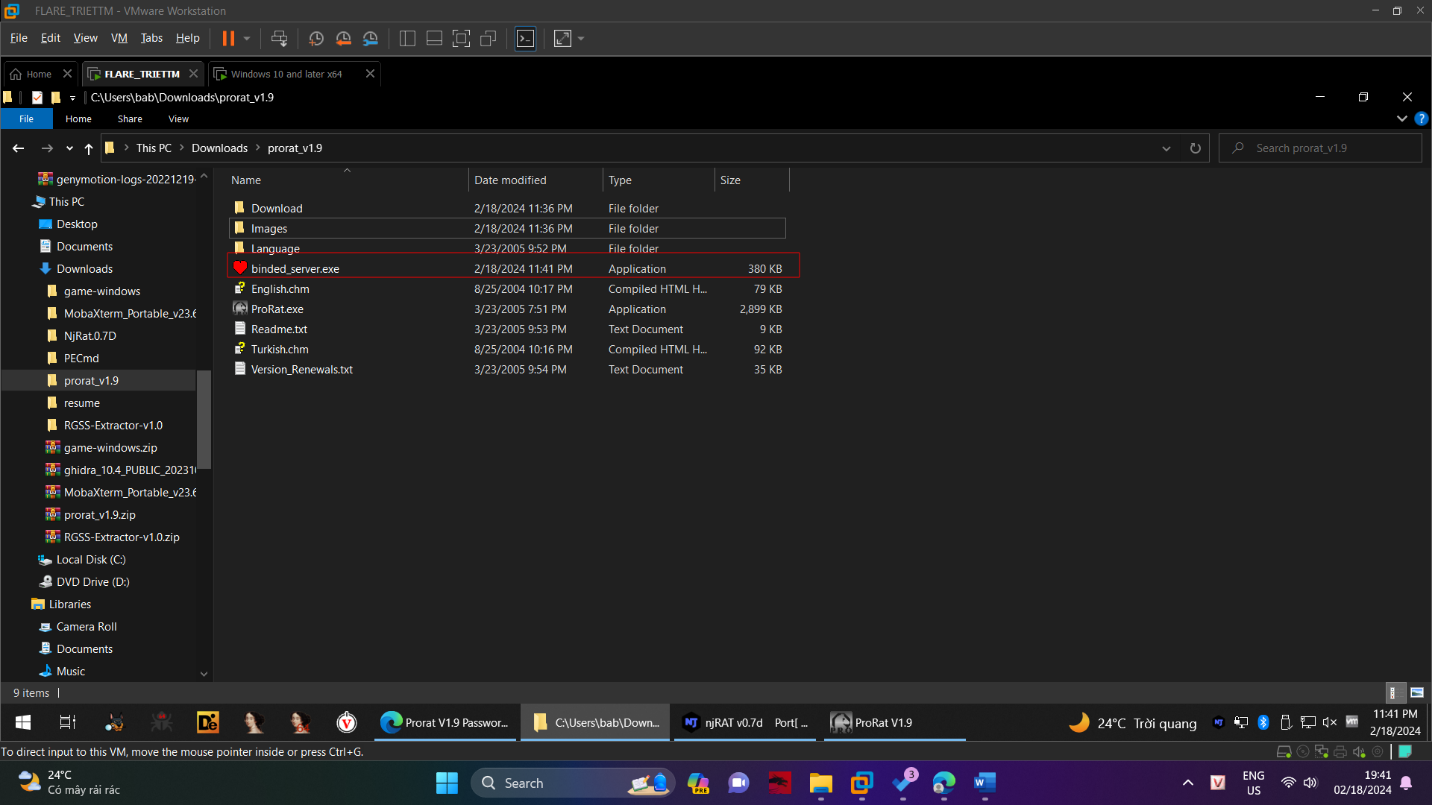 FLARE_TRIETTM - VMware Workstation
File Edit View VM Tabs Help
Home FLARE_TRIETTM Windows 10 and later x64
C:\Users\bab\Downloads\prorat_v1.9
File Home Share View
This PC Downloads prorat_v1.9 Search prorat_v1.9
genymotion-logs-20221219-
This PC
Desktop
Documents
Downloads
game-windows
MobaXterm_Portable_v23.6
NjRat.0.7D
PECmd
prorat_v1.9
resume
RGSS-Extractor-v1.0
game-windows.zip
ghidra_10.4_PUBLIC_202310
MobaXterm_Portable_v23.6
prorat_v1.9.zip
RGSS-Extractor-v1.0.zip
Local Disk (C:)
DVD Drive (D:)
Libraries
Camera Roll
Documents
Music
Name Date modified Type Size
Download 2/18/2024 11:36 PM File folder
Images 2/18/2024 11:36 PM File folder
Language 3/23/2005 9:52 PM File folder
binded_server.exe 2/18/2024 11:41 PM Application 380 KB
English.chm 8/25/2004 10:17 PM Compiled HTML H... 79 KB
ProRat.exe 3/23/2005 7:51 PM Application 2,899 KB
Readme.txt 3/23/2005 9:53 PM Text Document 9 KB
Turkish.chm 8/25/2004 10:16 PM Compiled HTML H... 92 KB
Version_Renewals.txt 3/23/2005 9:54 PM Text Document 35 KB
9 items
Prorat V1.9 Passwor... C:\Users\bab\Down... njRAT v0.7d Port[ ... ProRat V1.9 24°C Trời quang 11:41 PM
2/18/2024
To direct input to this VM, move the mouse pointer inside or press Ctrl+G.
24°C
Có mây rải rác
Search
PRE
3
ENG
US
19:41
02/18/2024